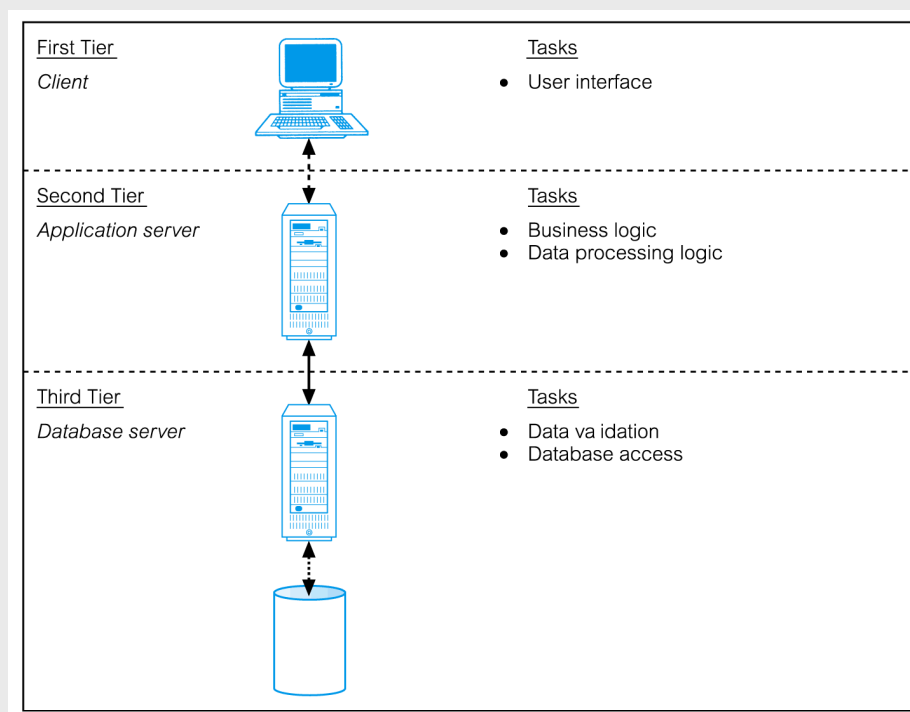 First Tier
Tasks
Client
• User interface
Second Tier
Tasks
Application server
• Business logic
• Data processing logic
Third Tier
Tasks
Database server
• Data va idation
• Database access